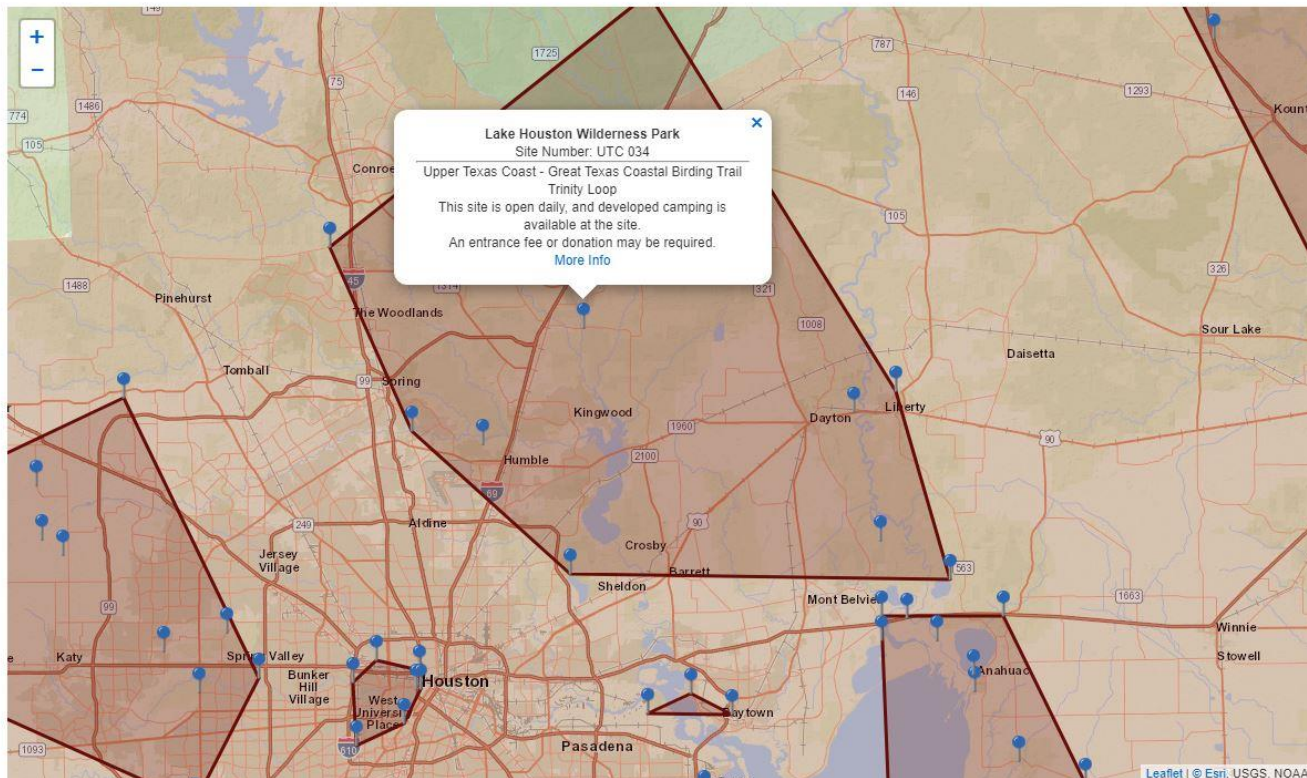 +
−
149
1725
787
75
146
1486
1293
774
Kount
105
Conroe
×
Lake Houston Wilderness Park
Site Number: UTC 034
Upper Texas Coast - Great Texas Coastal Birding Trail
Trinity Loop
This site is open daily, and developed camping is
available at the site.
An entrance fee or donation may be required.
More Info
105
326
45
1488
1314
321
Pinehurst
The Woodlands
1008
Sour Lake
Daisetta
Tomball
99
Spring
Kingwood
Dayton
Liberty
1960
90
2100
Humble
69
249
Aldine
90
Jersey
Village
Crosby
Barrett
563
Sheldon
99
Mont Belvie
1663
Winnie
Katy
Spring Valley
Stowell
Bunker
Hill
Village
Houston
Anahuac
West
Universi
Place
Baytown
610
Pasadena
1093
Leaflet | © Esri, USGS, NOAA